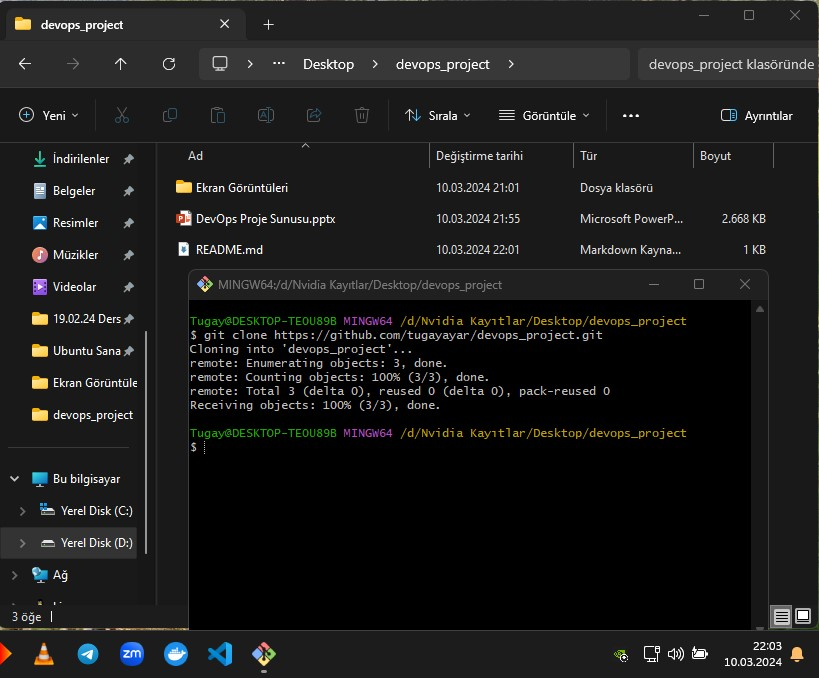 devops_project
Desktop
devops_project
devops_project klasöründe
Yeni
Sırala
Görüntüle
Ayrıntılar
İndirilenler
Belgeler
Resimler
Müzikler
Videolar
19.02.24 Ders
Ubuntu Sana
Ekran Görüntüle
devops_project
Bu bilgisayar
Yerel Disk (C:)
Yerel Disk (D:)
Ağ
3 öğe
Ad Değiştirme tarihi Tür Boyut
Ekran Görüntüleri 10.03.2024 21:01 Dosya klasörü
DevOps Proje Sunusu.pptx 10.03.2024 21:55 Microsoft PowerP... 2.668 KB
README.md 10.03.2024 22:01 Markdown Kayna... 1 KB
MINGW64:/d/Nvidia Kayıtlar/Desktop/devops_project
Tugay@DESKTOP-TEOU89B MINGW64 /d/Nvidia Kayıtlar/Desktop/devops_project
$ git clone https://github.com/tugayayar/devops_project.git
Cloning into 'devops_project'...
remote: Enumerating objects: 3, done.
remote: Counting objects: 100% (3/3), done.
remote: Total 3 (delta 0), reused 0 (delta 0), pack-reused 0
Receiving objects: 100% (3/3), done.
Tugay@DESKTOP-TEOU89B MINGW64 /d/Nvidia Kayıtlar/Desktop/devops_project
$
zm
22:03
10.03.2024